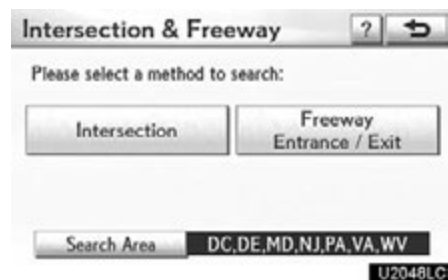 Intersection & Freeway ?
Please select a method to search:
Intersection
Freeway
Entrance / Exit
Search Area DC,DE,MD,NJ,PA,VA,WV
U2048LC